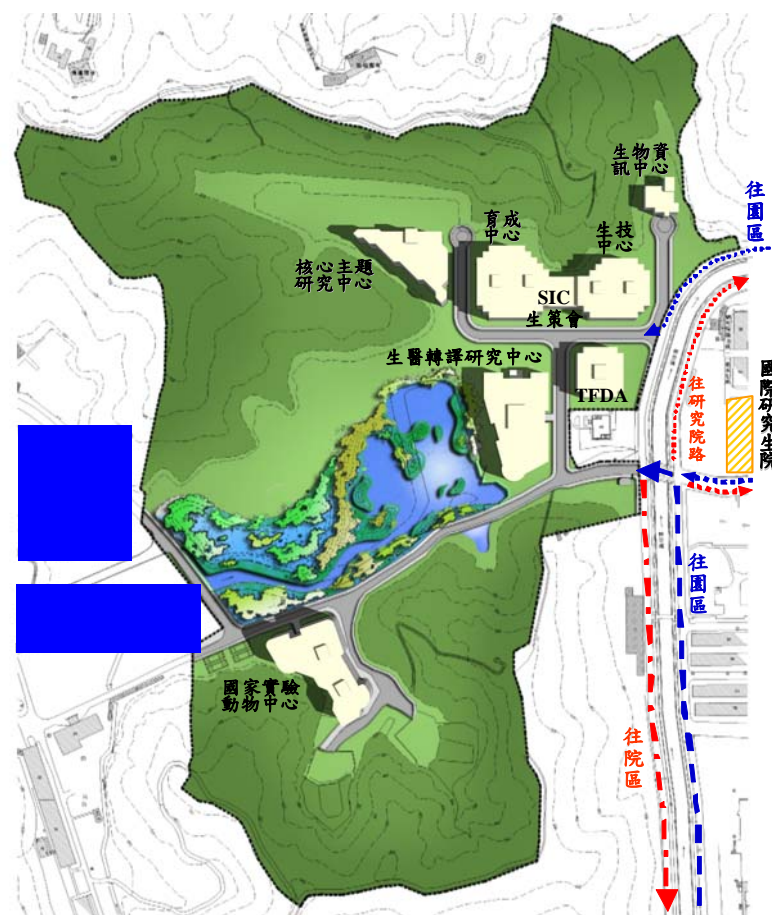 生物資
訊中心
往園區
育成
中心
生技
中心
核心主題
研究中心
SIC
生策會
生醫轉譯研究中心
TFDA
往研究院路
國際研究生院
往園區
國家實驗
動物中心
往院區